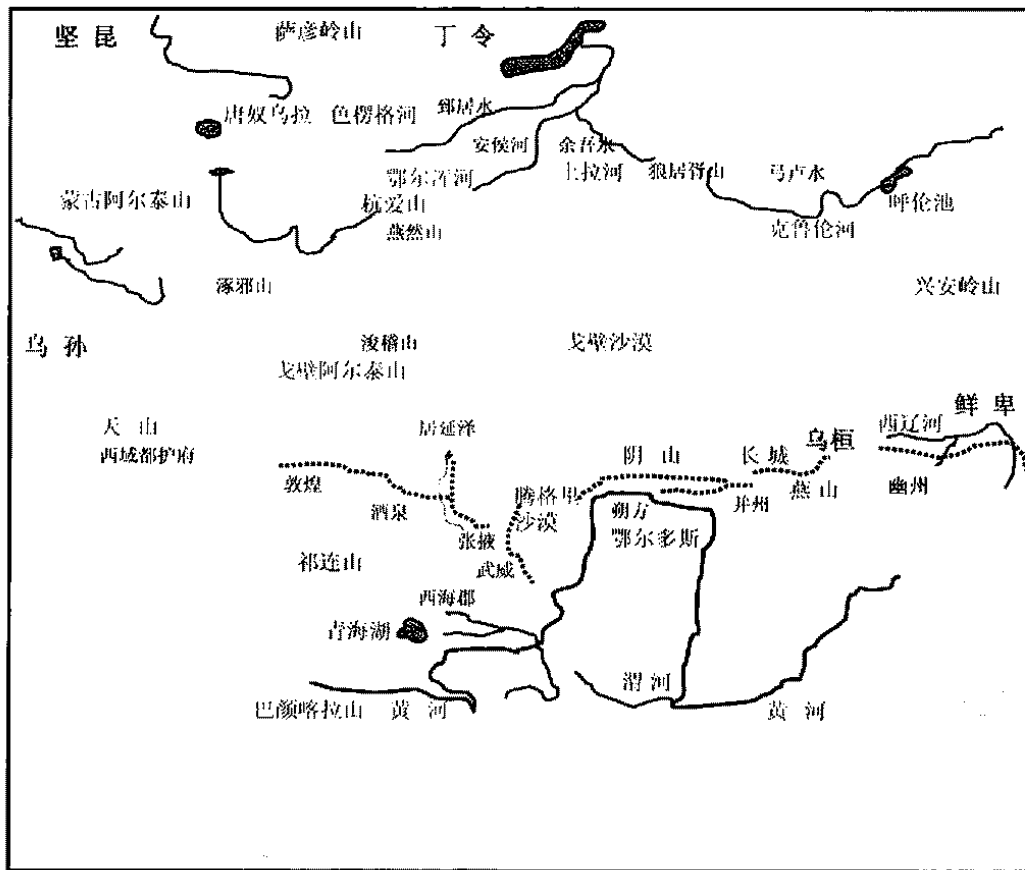 坚昆
萨彦岭山
丁令
唐奴乌拉
色楞格河
郅居水
安侯河
余吾水
鄂尔浑河
土拉河
狼居胥山
弓卢水
呼伦池
蒙古阿尔泰山
杭爱山
燕然山
克鲁伦河
涿邪山
兴安岭山
乌孙
浚稽山
戈壁沙漠
戈壁阿尔泰山
鲜卑
天山
居延泽
西辽河
西域都护府
阴山
长城
乌桓
敦煌
腾格里
沙漠
燕山
幽州
酒泉
朔方
并州
张掖
鄂尔多斯
祁连山
武威
西海郡
青海湖
渭河
巴颜喀拉山
黄河
黄河